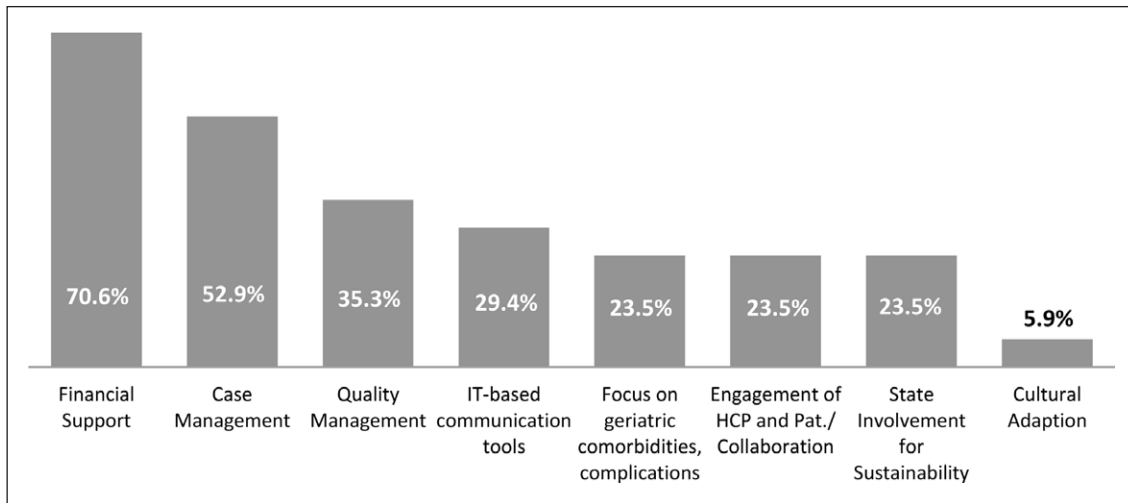 70.6%
52.9%
35.3%
29.4%
23.5%
23.5%
23.5%
5.9%
Financial
Support
Case
Management
Quality
Management
IT-based
communication
tools
Focus on
geriatric
comorbidities,
complications
Engagement of
HCP and Pat./
Collaboration
State
Involvement
for
Sustainability
Cultural
Adaption